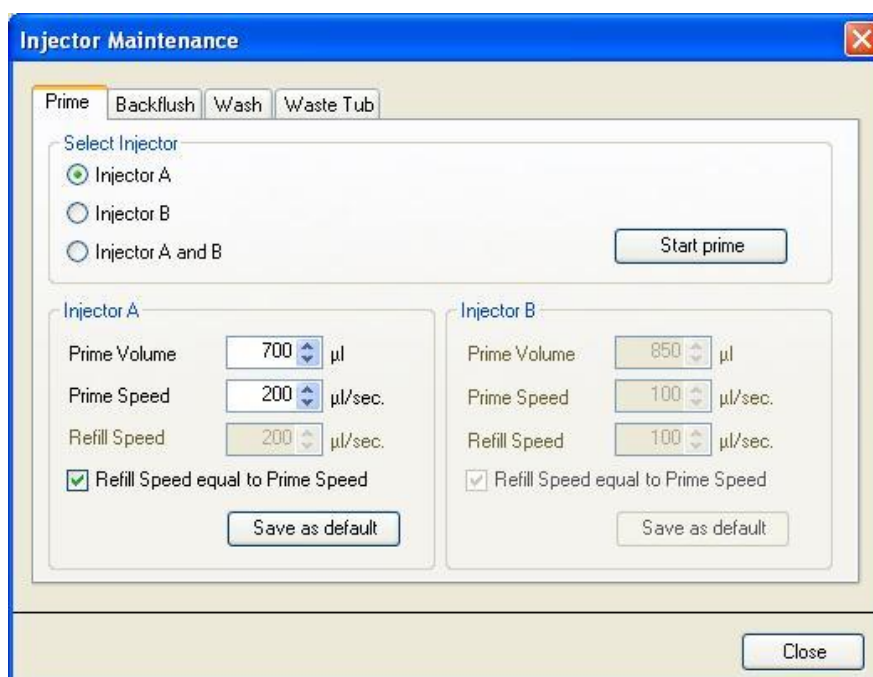 Injector Maintenance
Prime Backflush Wash Waste Tub
Select Injector
Injector A
Injector B
Injector A and B
Start prime
Injector A
Prime Volume 700 µl
Prime Speed 200 µl/sec.
Refill Speed 200 µl/sec.
Refill Speed equal to Prime Speed
Save as default
Injector B
Prime Volume 850 µl
Prime Speed 100 µl/sec.
Refill Speed 100 µl/sec.
Refill Speed equal to Prime Speed
Save as default
Close